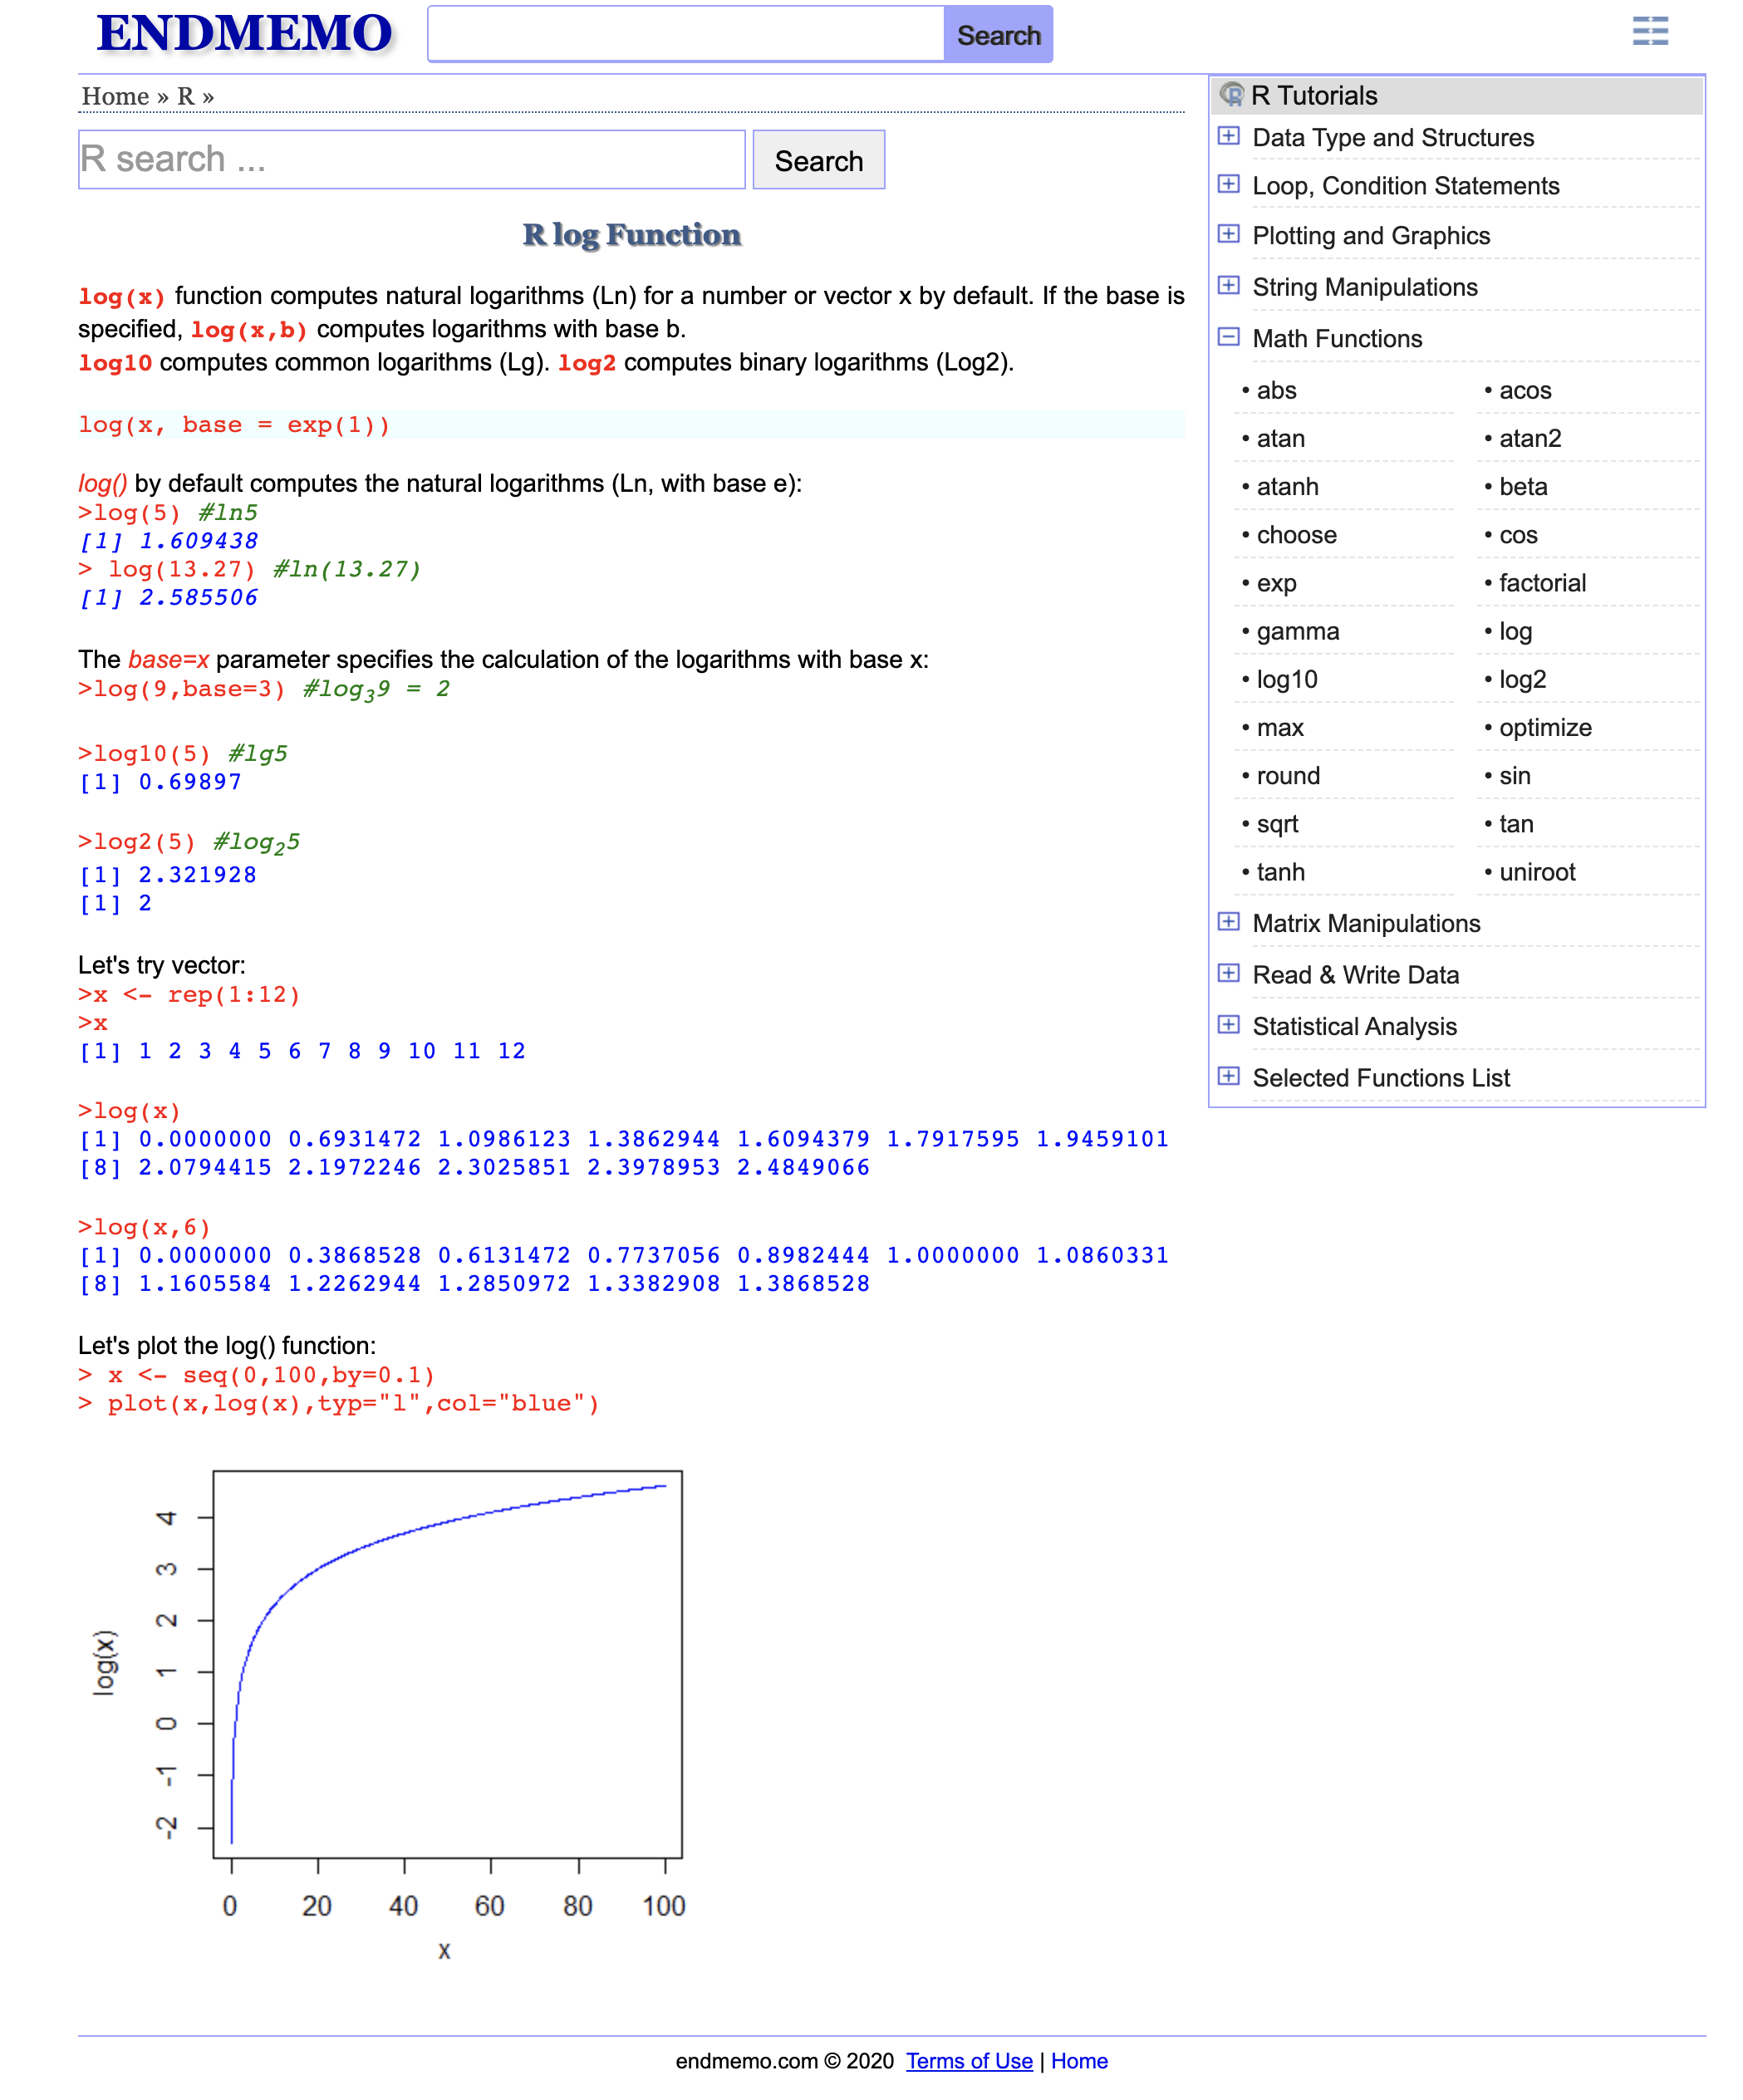 ENDMEMO
Search
Home » R »
R search ...
Search
R log Function
log(x) function computes natural logarithms (Ln) for a number or vector x by default. If the base is
specified, log(x,b) computes logarithms with base b.
log10 computes common logarithms (Lg). log2 computes binary logarithms (Log2).
log(x, base = exp(1))
log() by default computes the natural logarithms (Ln, with base e):
>log(5) #ln5
[1] 1.609438
> log(13.27) #ln(13.27)
[1] 2.585506
The base=x parameter specifies the calculation of the logarithms with base x:
>log(9,base=3) #log₃9 = 2
>log10(5) #lg5
[1] 0.69897
>log2(5) #log₂5
[1] 2.321928
[1] 2
Let's try vector:
>x <- rep(1:12)
>x
[1] 1 2 3 4 5 6 7 8 9 10 11 12
>log(x)
[1] 0.0000000 0.6931472 1.0986123 1.3862944 1.6094379 1.7917595 1.9459101
[8] 2.0794415 2.1972246 2.3025851 2.3978953 2.4849066
>log(x,6)
[1] 0.0000000 0.3868528 0.6131472 0.7737056 0.8982444 1.0000000 1.0860331
[8] 1.1605584 1.2262944 1.2850972 1.3382908 1.3868528
Let's plot the log() function:
> x <- seq(0,100,by=0.1)
> plot(x,log(x),typ="l",col="blue")
log(x)
4
3
2
1
0
-1
-2
0 20 40 60 80 100
x
R Tutorials
Data Type and Structures
Loop, Condition Statements
Plotting and Graphics
String Manipulations
Math Functions
• abs • acos
• atan • atan2
• atanh • beta
• choose • cos
• exp • factorial
• gamma • log
• log10 • log2
• max • optimize
• round • sin
• sqrt • tan
• tanh • uniroot
Matrix Manipulations
Read & Write Data
Statistical Analysis
Selected Functions List
endmemo.com © 2020 Terms of Use | Home